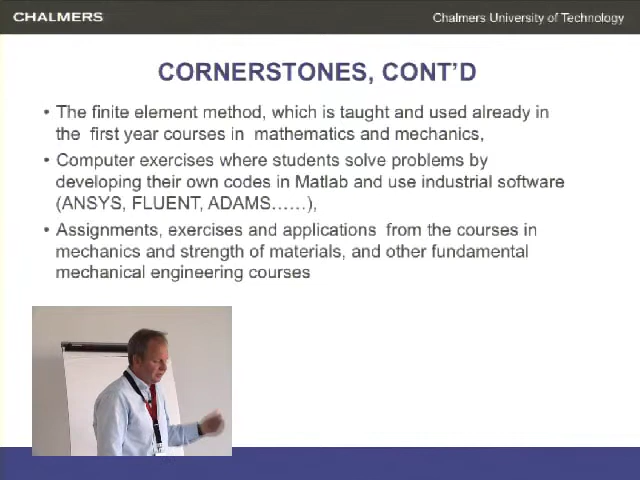 CHALMERS
Chalmers University of Technology
CORNERSTONES, CONT'D
• The finite element method, which is taught and used already in
the first year courses in mathematics and mechanics,
• Computer exercises where students solve problems by
developing their own codes in Matlab and use industrial software
(ANSYS, FLUENT, ADAMS……),
• Assignments, exercises and applications from the courses in
mechanics and strength of materials, and other fundamental
mechanical engineering courses